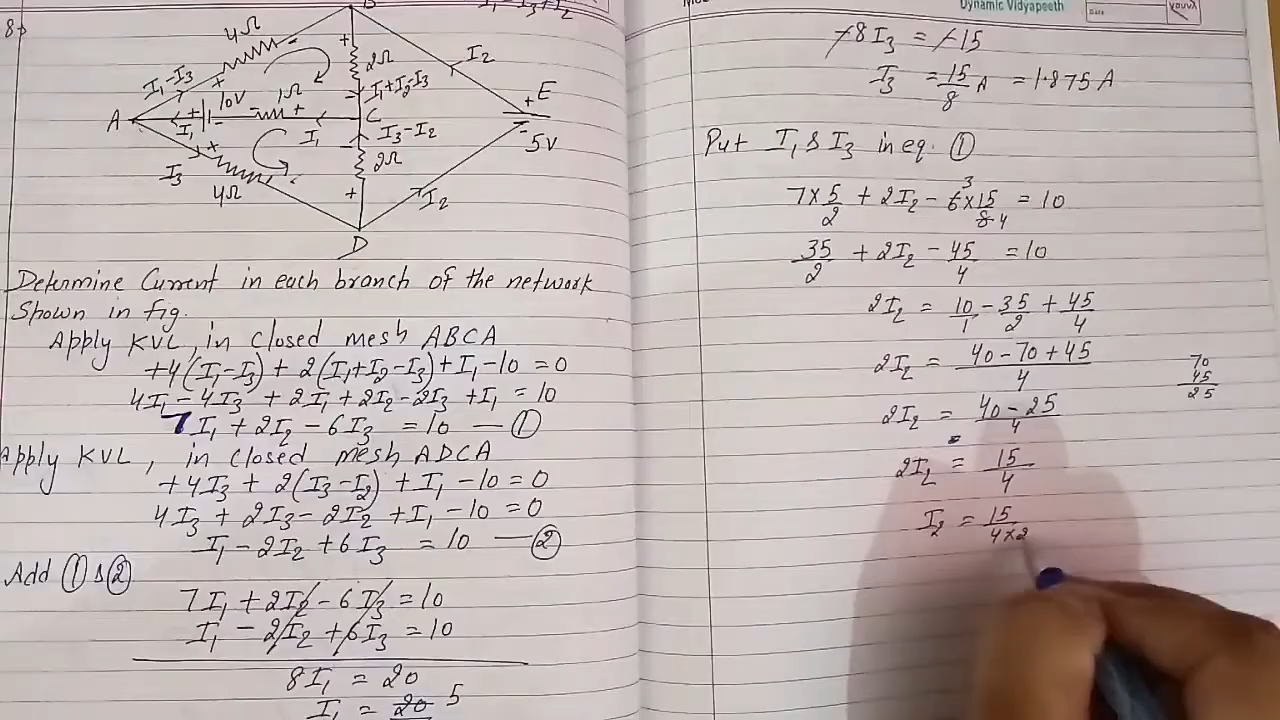 8)
B
4Ω
+
-
+
2Ω
I₂
I₁-I₃
+
10V
1Ω
I₁+I₂-I₃
A
+
-
+
C
+
E
I₁
I₁
I₃-I₂
-
5V
+
2Ω
I₃
4Ω
-
+
I₂
D
Determine Current in each branch of the network
Shown in fig.
Apply KVL, in closed mesh ABCA
+4(I₁-I₃) + 2(I₁+I₂-I₃)+I₁-10 =0
4I₁-4I₃ +2I₁+2I₂-2I₃ +I₁ = 10
7I₁+2I₂-6I₃ =10 —①
Apply KVL, in closed mesh ADCA
+4I₃ + 2(I₃-I₂) +I₁-10 =0
4I₃ +2I₃-2I₂ +I₁-10 =0
I₁-2I₂+6I₃ =10 —②
Add ①&②
7I₁+2I₂-6I₃ =10
I₁-2I₂+6I₃ =10
8I₁ = 20
I₁ = 20 5
Dynamic Vidyapeeth
Date
YOUVA
-8I₃ = -15
I₃ = 15/8 A = 1.875 A
Put I₁ & I₃ in eq. ①
7×5/2 + 2I₂ - 6×15/8 = 10
3
4
35/2 + 2I₂ - 45/4 = 10
2I₂ = 10/1 - 35/2 + 45/4
2I₂ = 40-70+45/4
70
45
25
2I₂ = 40-25/4
2I₂ = 15/4
I₂ = 15/4×2